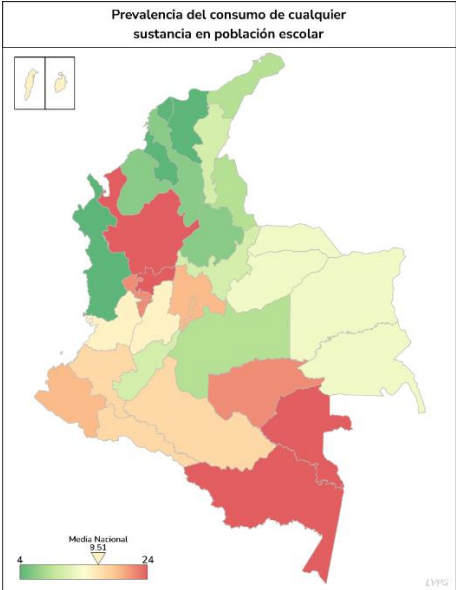 Prevalencia del consumo de cualquier
sustancia en población escolar
Media Nacional
9.51
4
24
LVPG